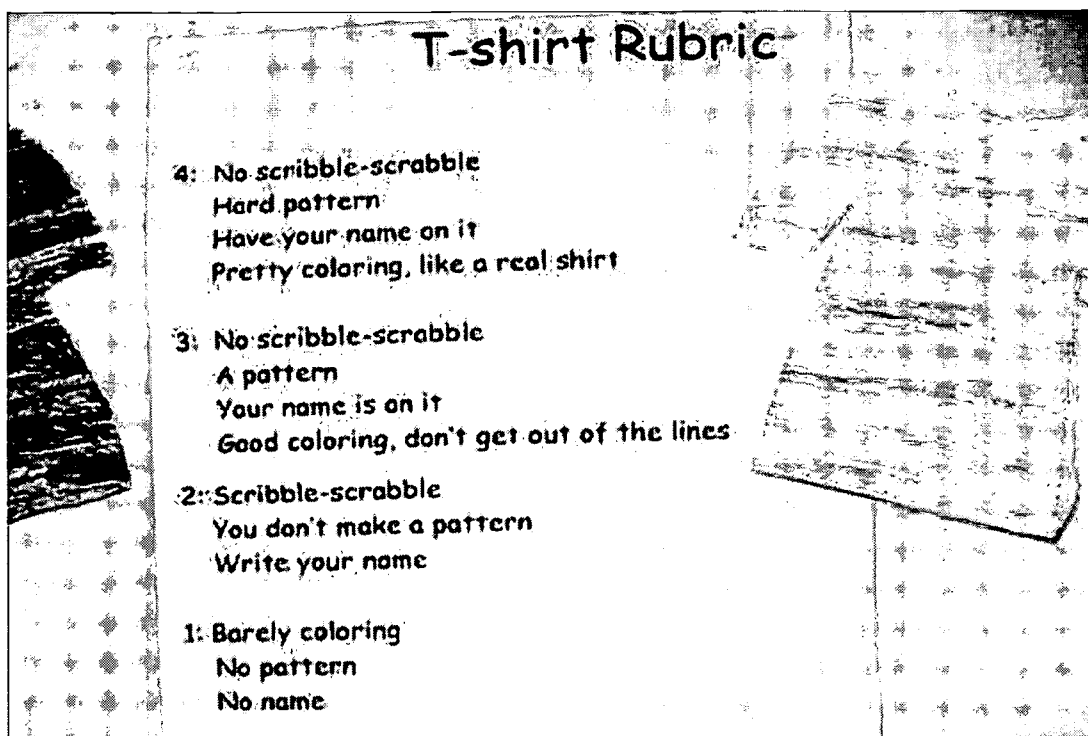 T-shirt Rubric
4: No scribble-scrabble
Hard pattern
Have your name on it
Pretty coloring, like a real shirt
3: No scribble-scrabble
A pattern
Your name is on it
Good coloring, don't get out of the lines
2: Scribble-scrabble
You don't make a pattern
Write your name
1: Barely coloring
No pattern
No name